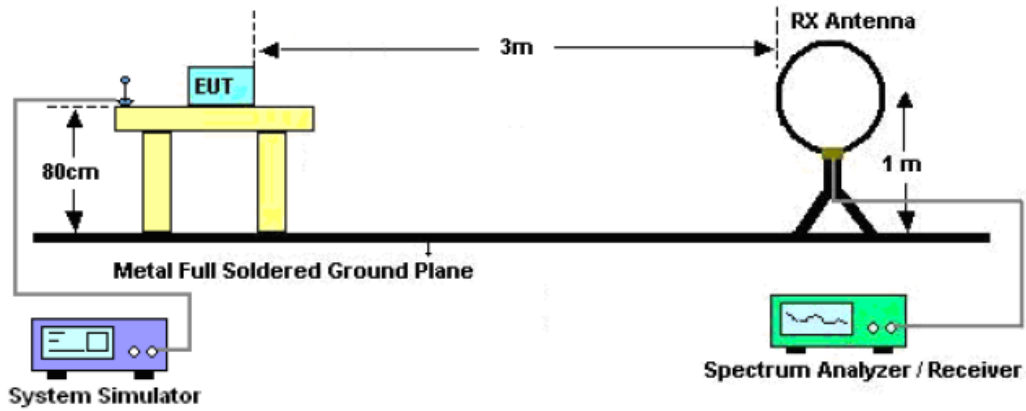 RX Antenna
3m
EUT
80cm
1 m
Metal Full Soldered Ground Plane
System Simulator
Spectrum Analyzer / Receiver